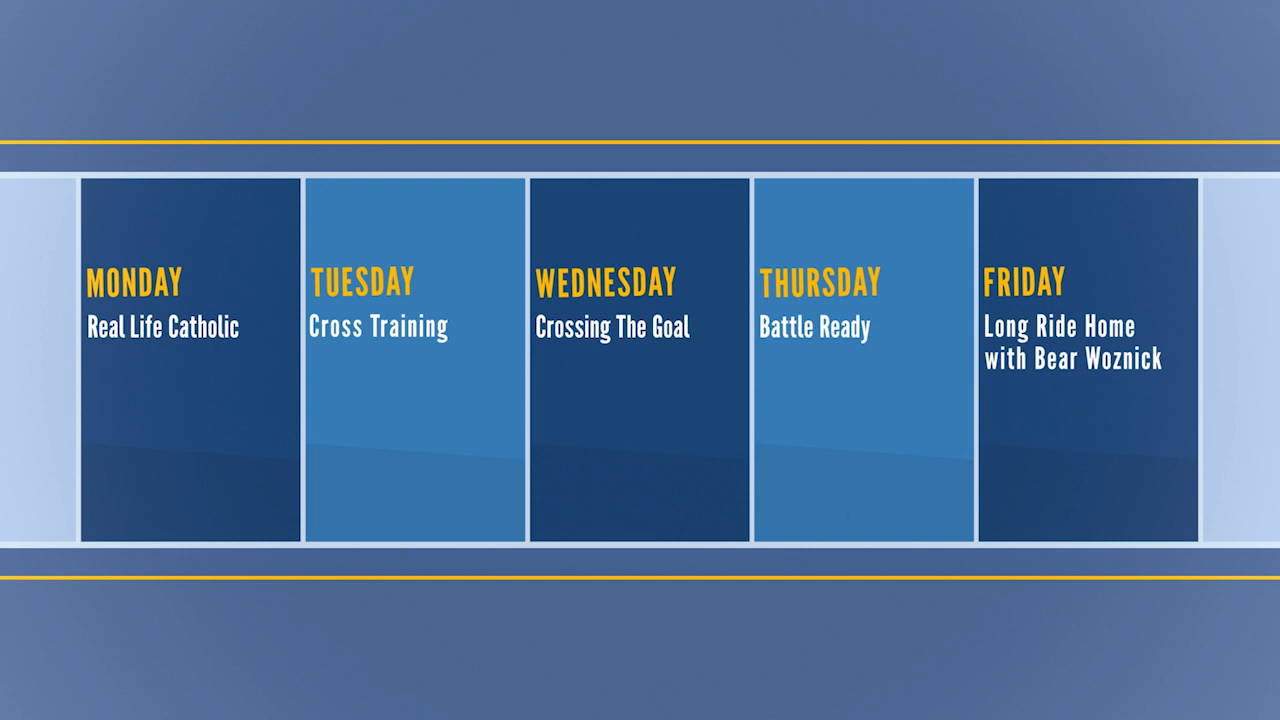 MONDAY
Real Life Catholic
TUESDAY
Cross Training
WEDNESDAY
Crossing The Goal
THURSDAY
Battle Ready
FRIDAY
Long Ride Home
with Bear Woznick